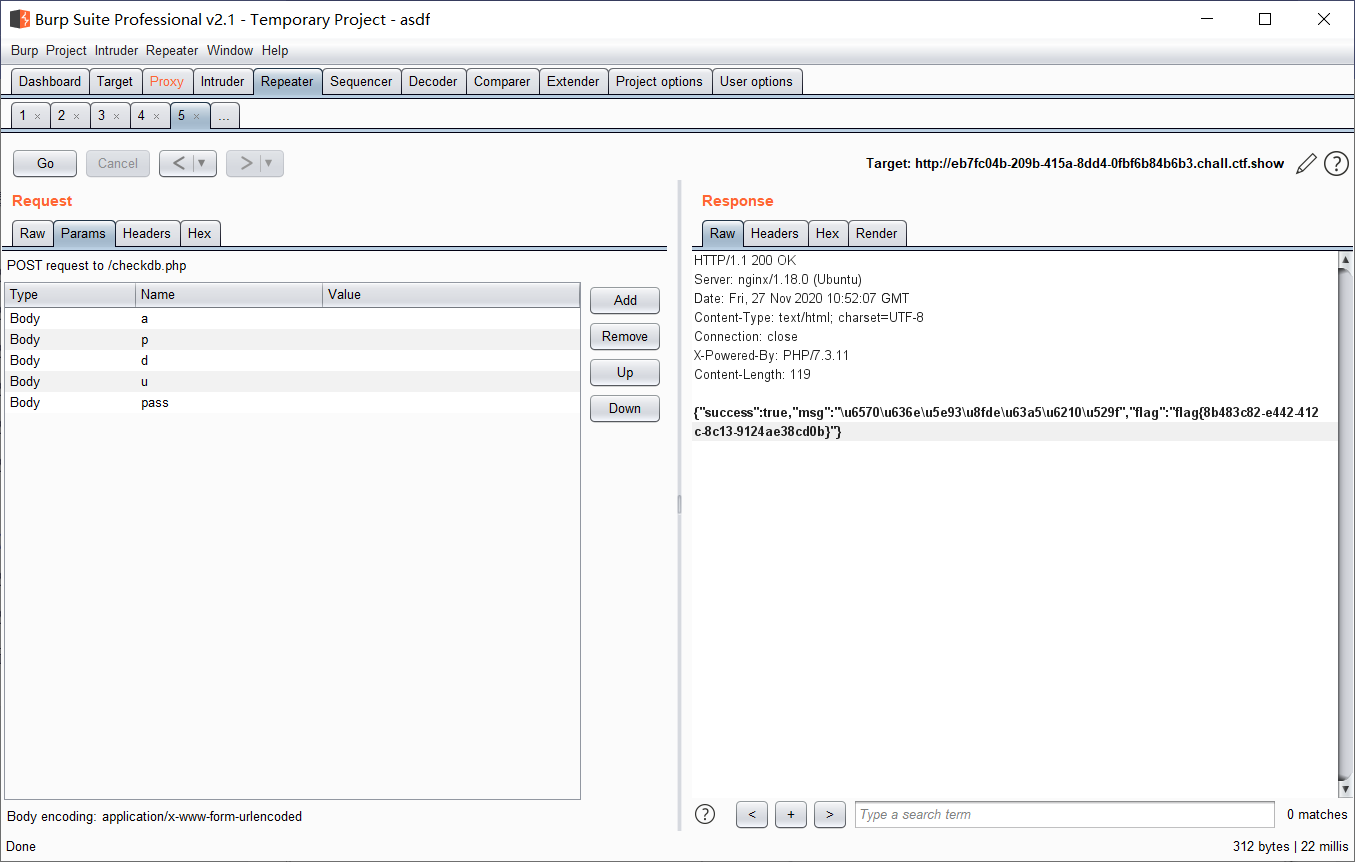 Burp Suite Professional v2.1 - Temporary Project - asdf
Burp Project Intruder Repeater Window Help
Dashboard Target Proxy Intruder Repeater Sequencer Decoder Comparer Extender Project options User options
1 × 2 × 3 × 4 × 5 × ...
Go Cancel < ▼ > ▼ Target: http://eb7fc04b-209b-415a-8dd4-0fbf6b84b6b3.chall.ctf.show ?
Request
Raw Params Headers Hex
POST request to /checkdb.php
Type Name Value
Body a
Body p
Body d
Body u
Body pass
Add
Remove
Up
Down
Body encoding: application/x-www-form-urlencoded
Response
Raw Headers Hex Render
HTTP/1.1 200 OK
Server: nginx/1.18.0 (Ubuntu)
Date: Fri, 27 Nov 2020 10:52:07 GMT
Content-Type: text/html; charset=UTF-8
Connection: close
X-Powered-By: PHP/7.3.11
Content-Length: 119
{"success":true,"msg":"\u6570\u636e\u5e93\u8fde\u63a5\u6210\u529f","flag":"flag{8b483c82-e442-412
c-8c13-9124ae38cd0b}"}
? < + > Type a search term 0 matches
Done 312 bytes | 22 millis